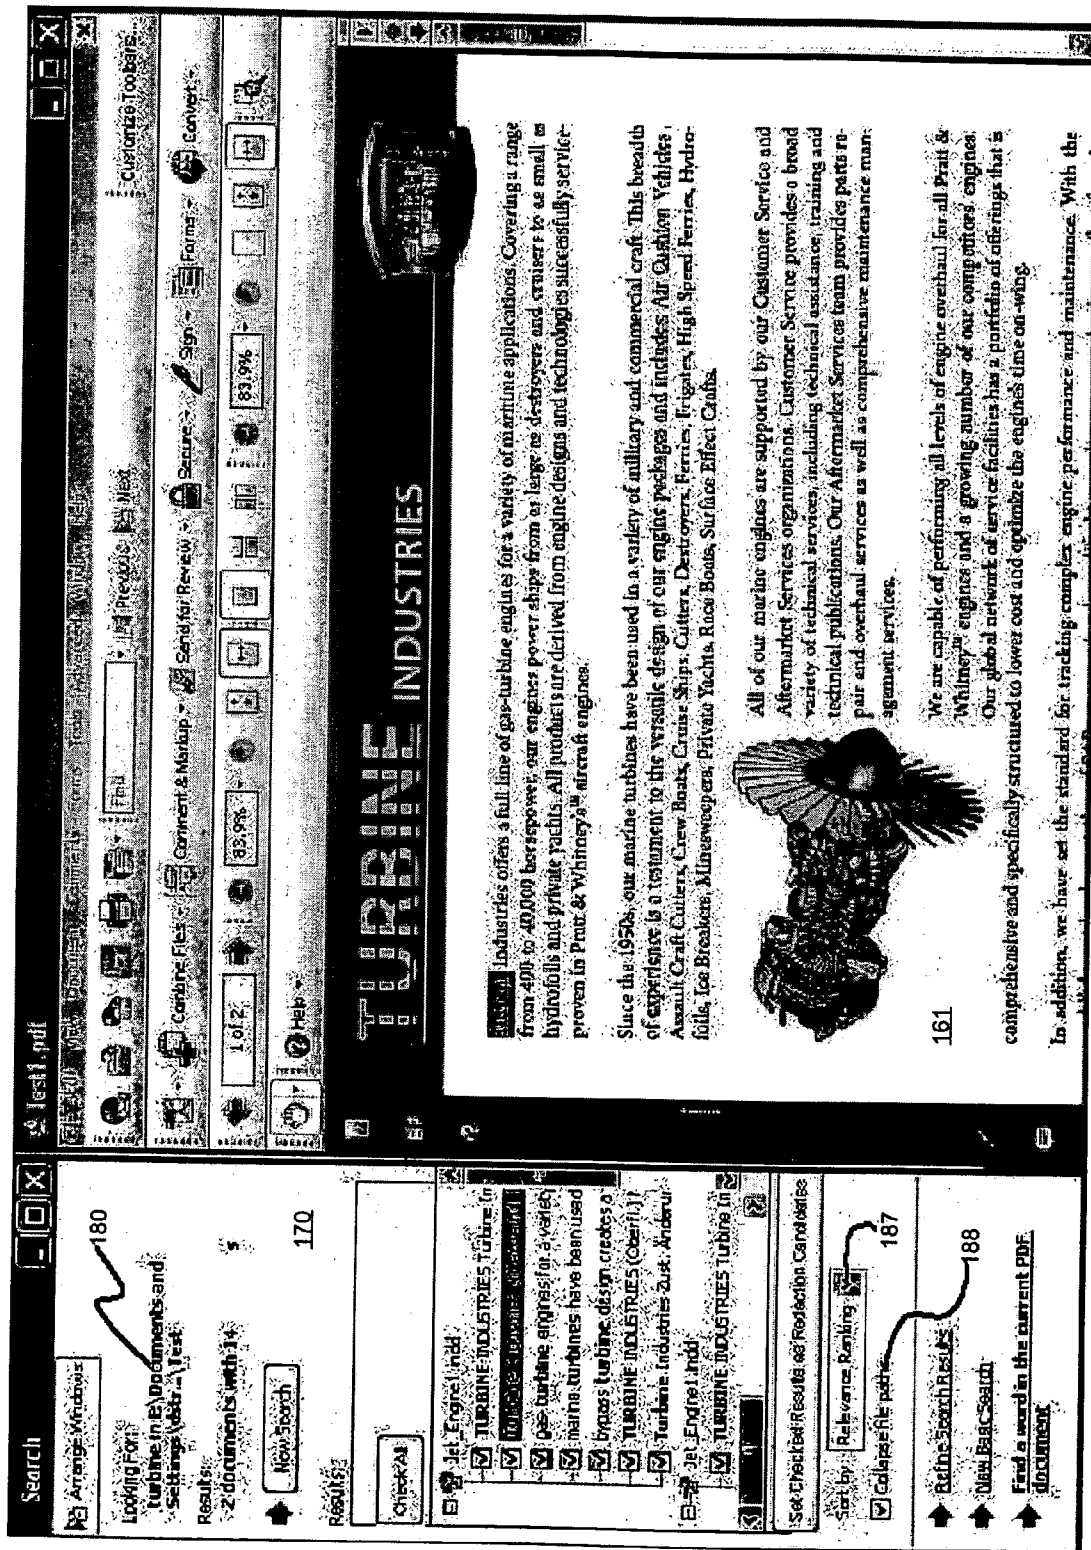 Search
Arrange Windows
180
Looking For:
turbine in E:\Documents and
Settings\dsbr...\Test
Results:
2 documents with 14
170
New Search
Results:
Check All
Jet_Engine1.indd
TURBINE INDUSTRIES Turbine In
gas-turbine engines for a variety
marine turbines have been used
bypass turbine design creates a
TURBINE INDUSTRIES
Turbine Industries
Jet_Engine1.indd
TURBINE INDUSTRIES Turbine In
Set Checked Results as Redaction Candidates
Sort by: Relevance Ranking
187
Collapse file paths
188
Refine Search Results
New Basic Search
Find a word in the current PDF
document
Test1.pdf
Find
Previous
Next
Customize Toolbars...
Combine Files
Comment & Markup
Send for Review
Secure
Sign
Forms
Convert
1 of 2
83.9%
83.9%
Help
TURBINE INDUSTRIES
Industries offers a full line of gas-turbine engines for a variety of maritime applications. Covering a range
from 400 to 40,000 horsepower, our engines power ships from as large as destroyers and cruisers to as small as
hydrofoils and private yachts. All products are derived from engine designs and technologies successfully service-
proven in Pratt & Whitney's™ aircraft engines.
Since the 1950s, our marine turbines have been used in a variety of military and commercial craft. This breadth
of experience is a testament to the versatile design of our engine packages and includes: Air Cushion Vehicles,
Assault Craft Cutters, Crew Boats, Cruise Ships, Cutters, Destroyers, Ferries, Frigates, High Speed Ferries, Hydro-
foils, Ice Breakers, Minesweepers, Private Yachts, Race Boats, Surface Effect Crafts.
All of our marine engines are supported by our Customer Service and
Aftermarket Services organizations. Customer Service provides a broad
variety of technical services, including technical assistance, training and
technical publications. Our Aftermarket Services team provides parts re-
pair and overhaul services as well as comprehensive maintenance man-
agement services.
161
We are capable of performing all levels of engine overhaul for all Pratt &
Whitney™ engines and a growing number of our competitors' engines.
Our global network of service facilities has a portfolio of offerings that is
comprehensive and specifically structured to lower cost and optimize the engines time on-wing.
In addition, we have set the standard for tracking complex engine performance and maintenance. With the